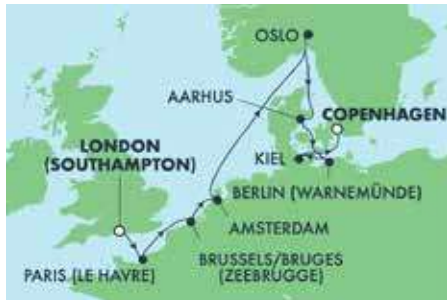 OSLO
AARHUS
COPENHAGEN
LONDON
(SOUTHAMPTON)
KIEL
BERLIN (WARNEMÜNDE)
AMSTERDAM
BRUSSELS/BRUGES
(ZEEBRUGGE)
PARIS (LE HAVRE)